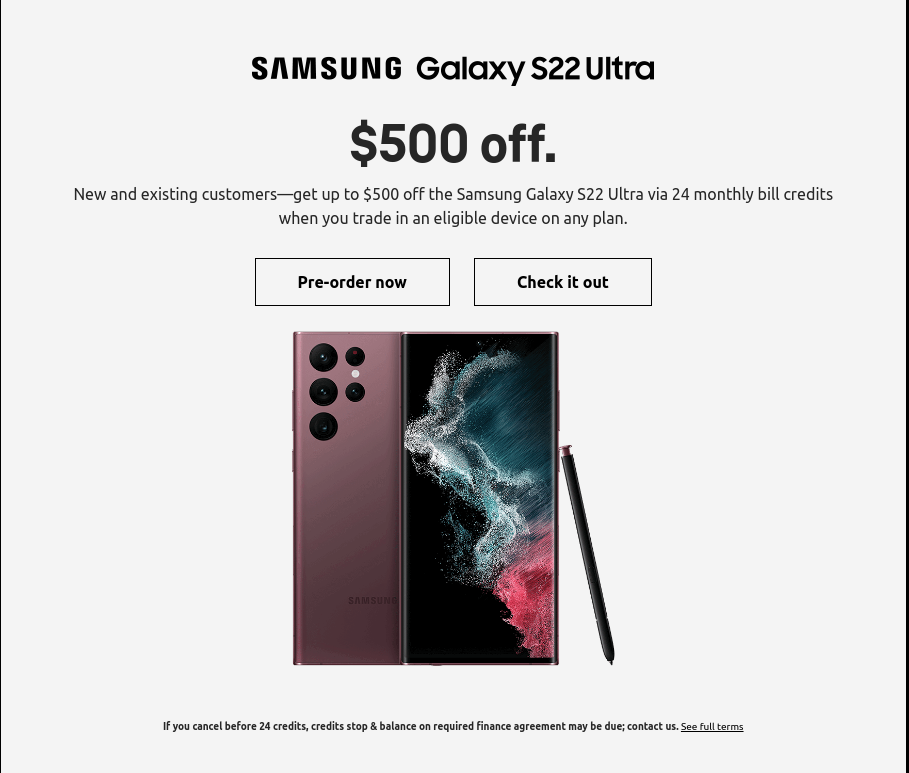 SAMSUNG Galaxy S22 Ultra
$500 off.
New and existing customers—get up to $500 off the Samsung Galaxy S22 Ultra via 24 monthly bill credits
when you trade in an eligible device on any plan.
Pre-order now Check it out
SAMSUNG
If you cancel before 24 credits, credits stop & balance on required finance agreement may be due; contact us. See full terms